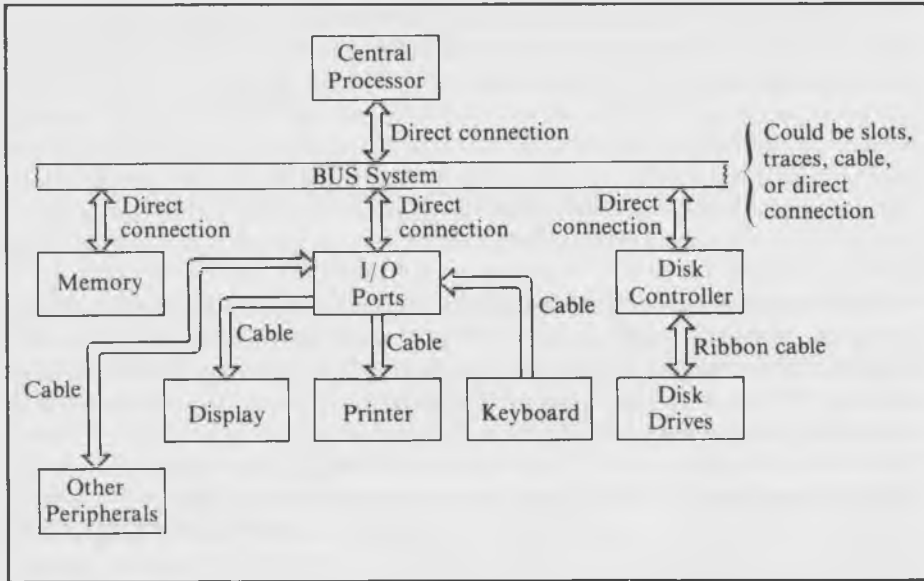 Central
Processor
Direct connection
Could be slots,
traces, cable,
or direct
connection
BUS System
Direct
connection
Direct
connection
Direct
connection
Memory
I/O
Ports
Disk
Controller
Cable
Cable
Cable
Ribbon cable
Cable
Display
Printer
Keyboard
Disk
Drives
Other
Peripherals